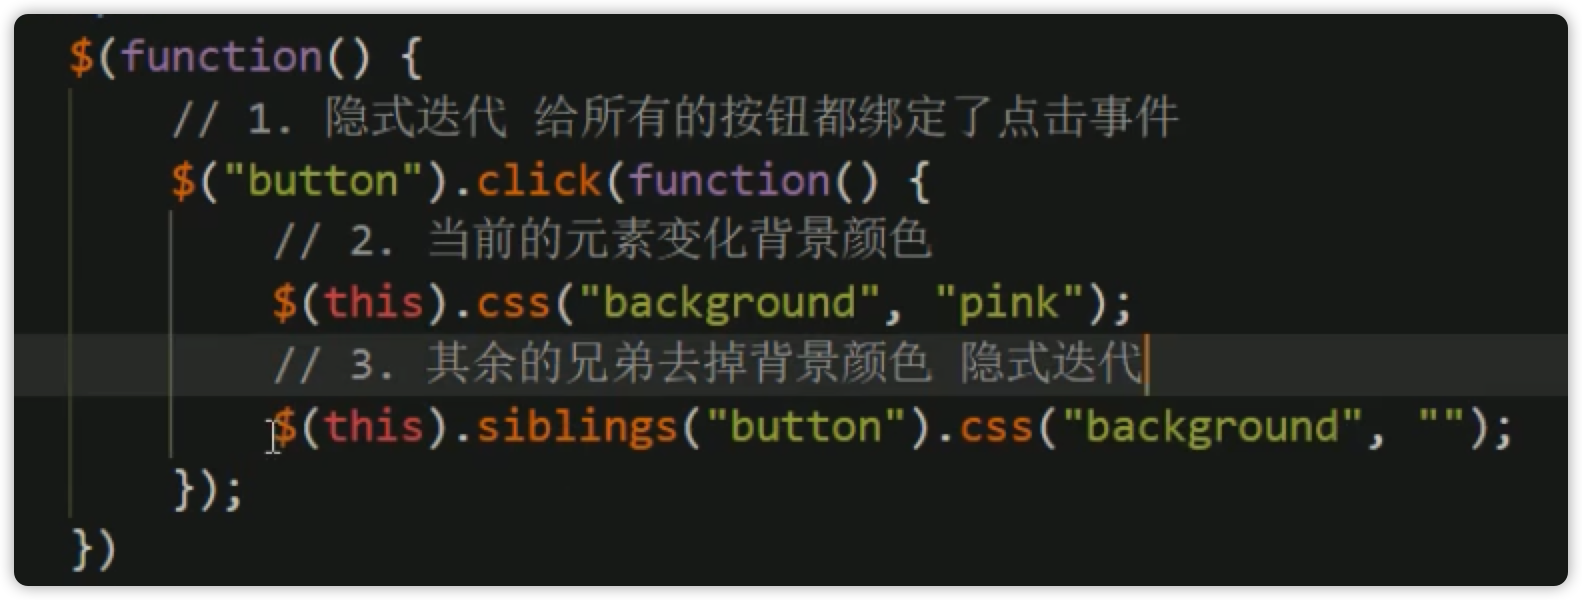 $(function() {
// 1. 隐式迭代 给所有的按钮都绑定了点击事件
$("button").click(function() {
// 2. 当前的元素变化背景颜色
$(this).css("background", "pink");
// 3. 其余的兄弟去掉背景颜色 隐式迭代
$(this).siblings("button").css("background", "");
});
})